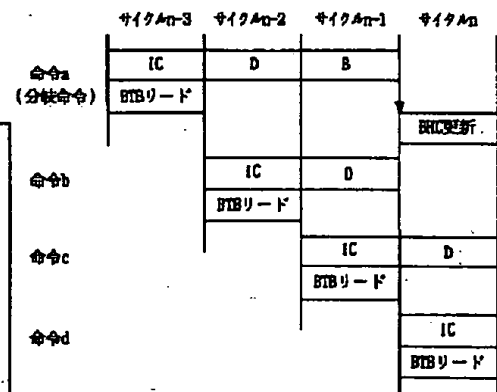 サイクルn-3 サイクルn-2 サイクルn-1 サイクルn
命令a IC D B
(分岐命令) BTBリード
BHC更新
命令b IC D
BTBリード
命令c IC D
BTBリード
命令d IC
BTBリード